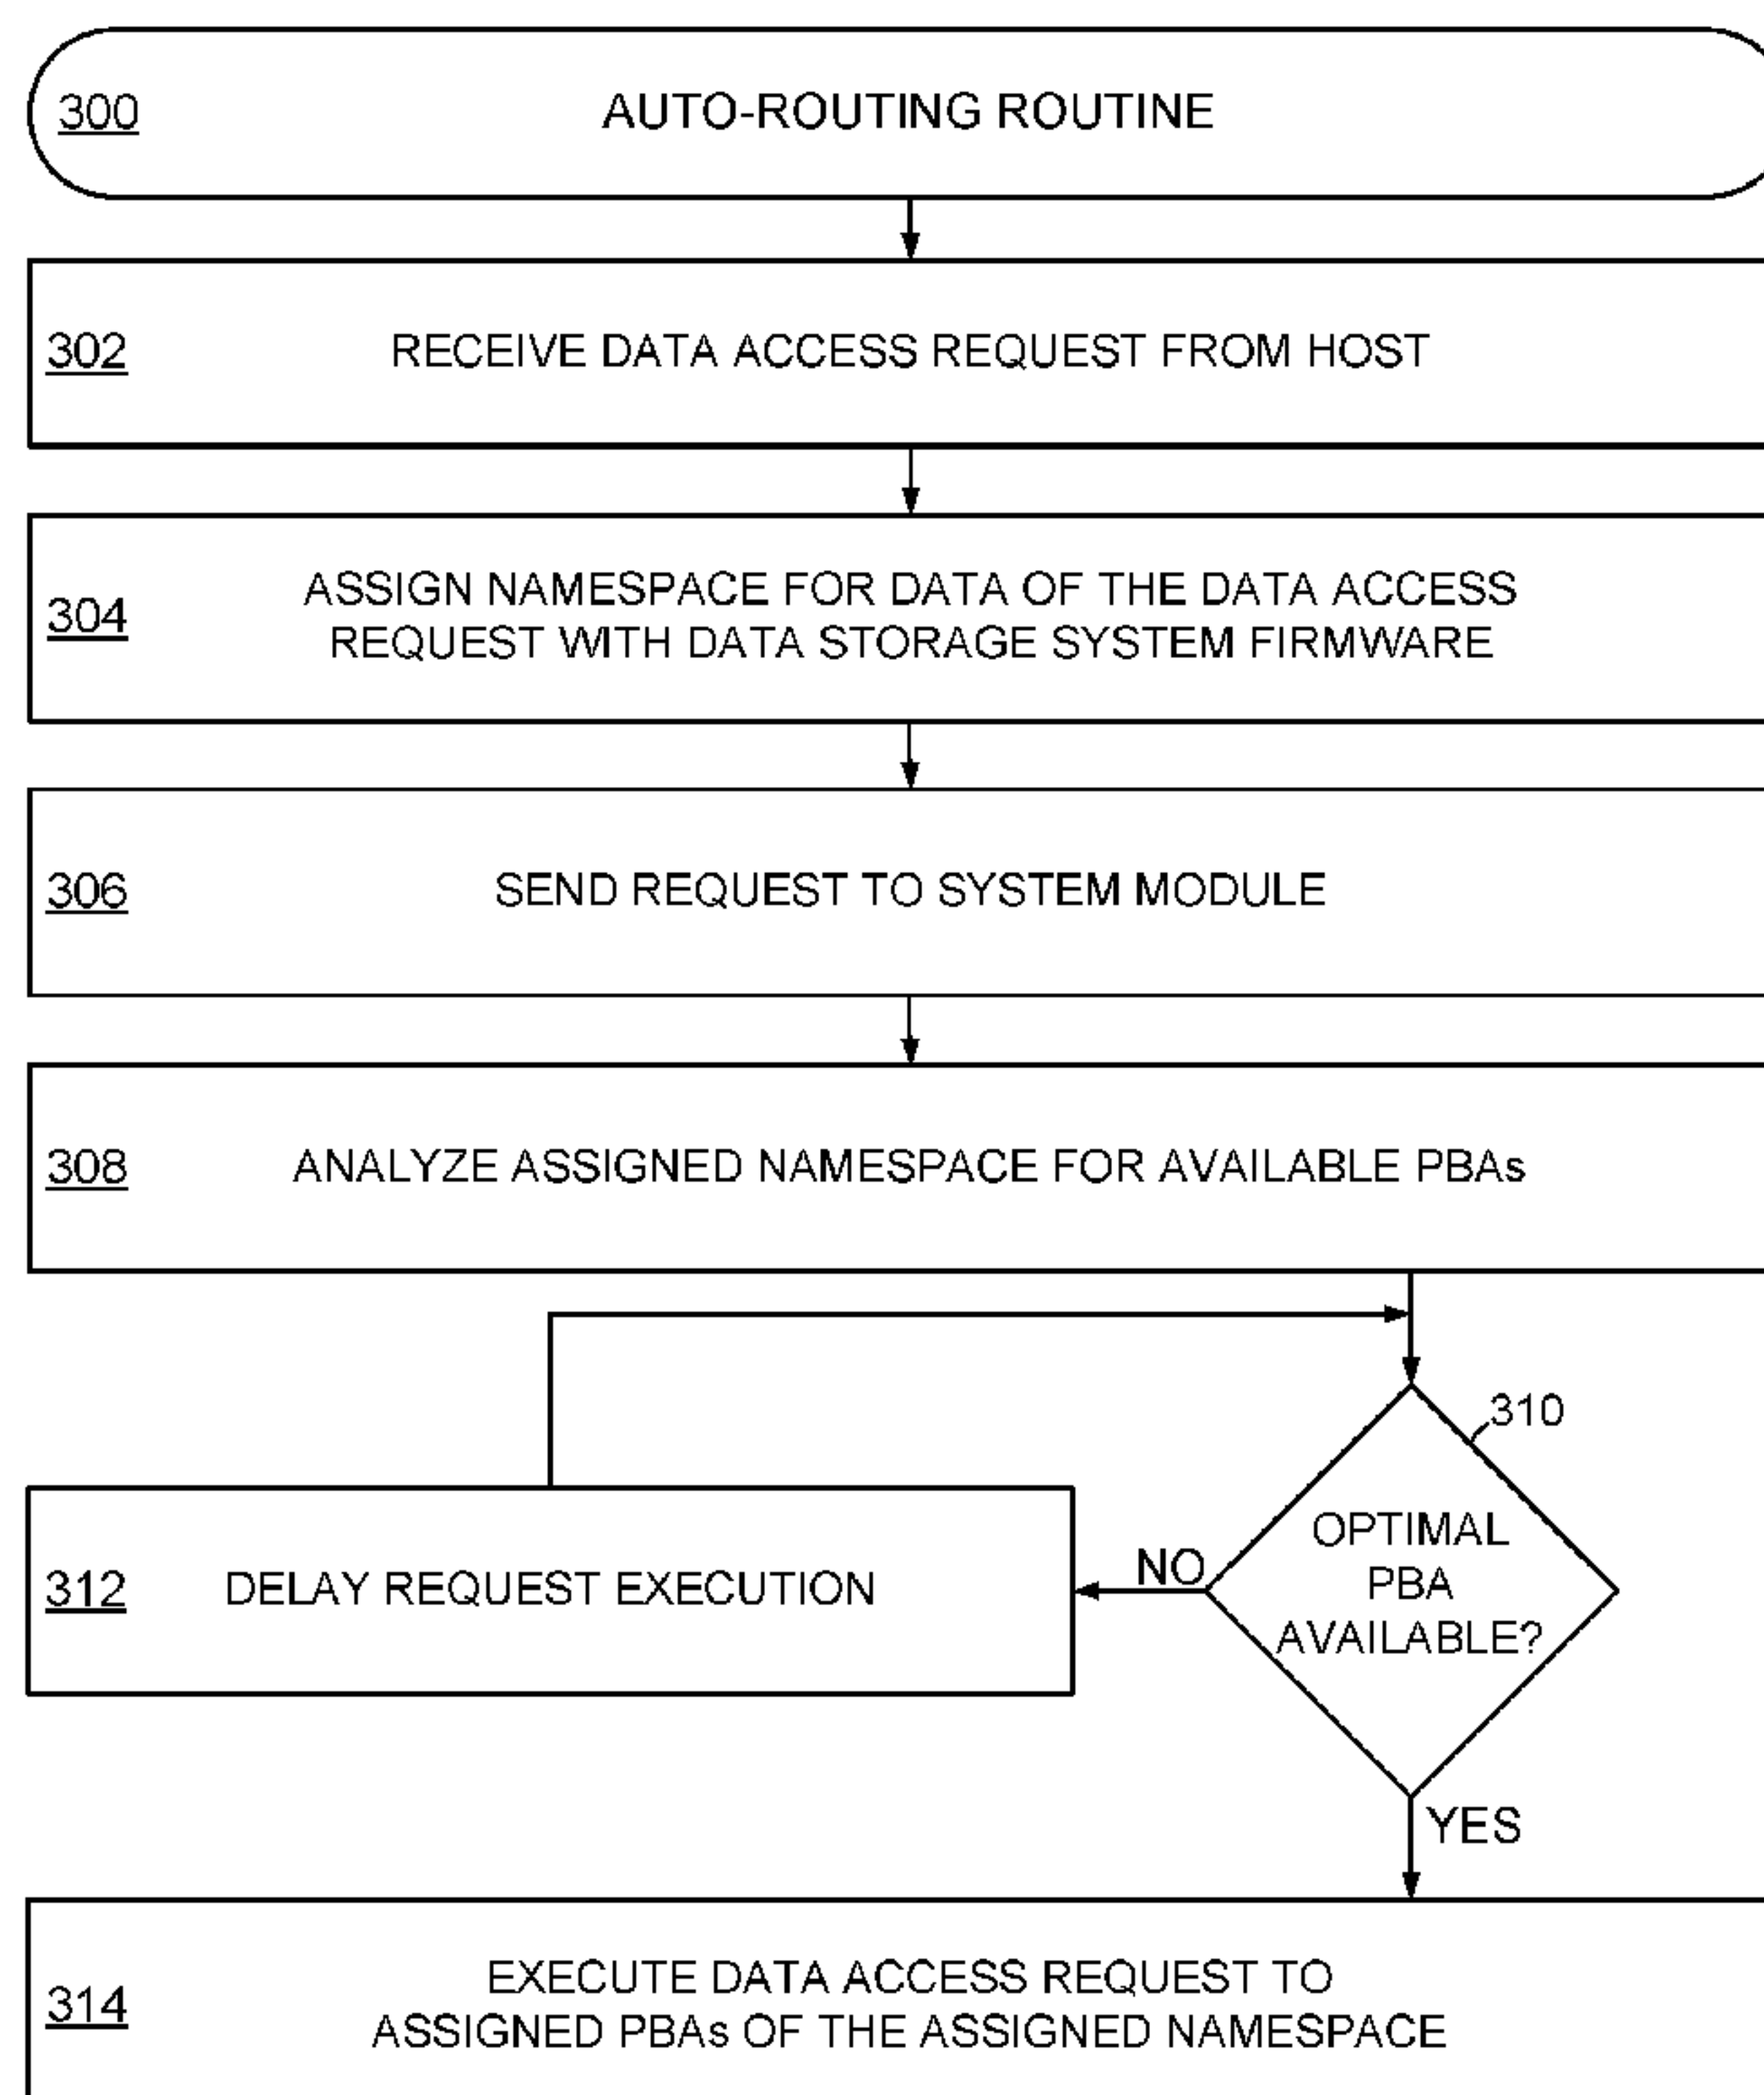 300 AUTO-ROUTING ROUTINE
302 RECEIVE DATA ACCESS REQUEST FROM HOST
304 ASSIGN NAMESPACE FOR DATA OF THE DATA ACCESS
REQUEST WITH DATA STORAGE SYSTEM FIRMWARE
306 SEND REQUEST TO SYSTEM MODULE
308 ANALYZE ASSIGNED NAMESPACE FOR AVAILABLE PBAs
310
OPTIMAL
PBA
AVAILABLE?
NO
312 DELAY REQUEST EXECUTION
YES
314 EXECUTE DATA ACCESS REQUEST TO
ASSIGNED PBAs OF THE ASSIGNED NAMESPACE